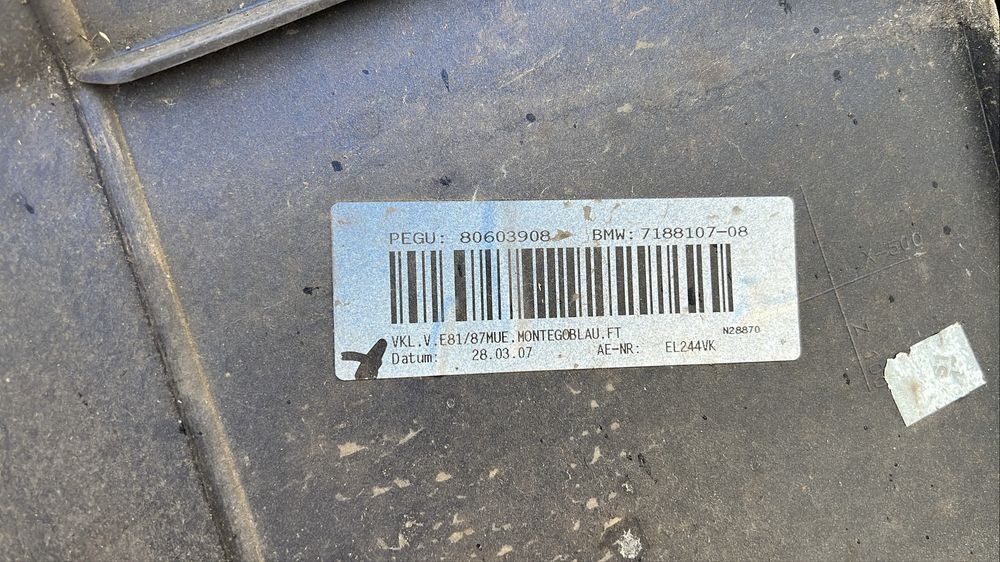 PEGU: 80603908 BMW: 7188107-08
VKL.V.E81/87MUE.MONTEGOBLAU.FT N28870
Datum: 28.03.07 AE-NR: EL244VK